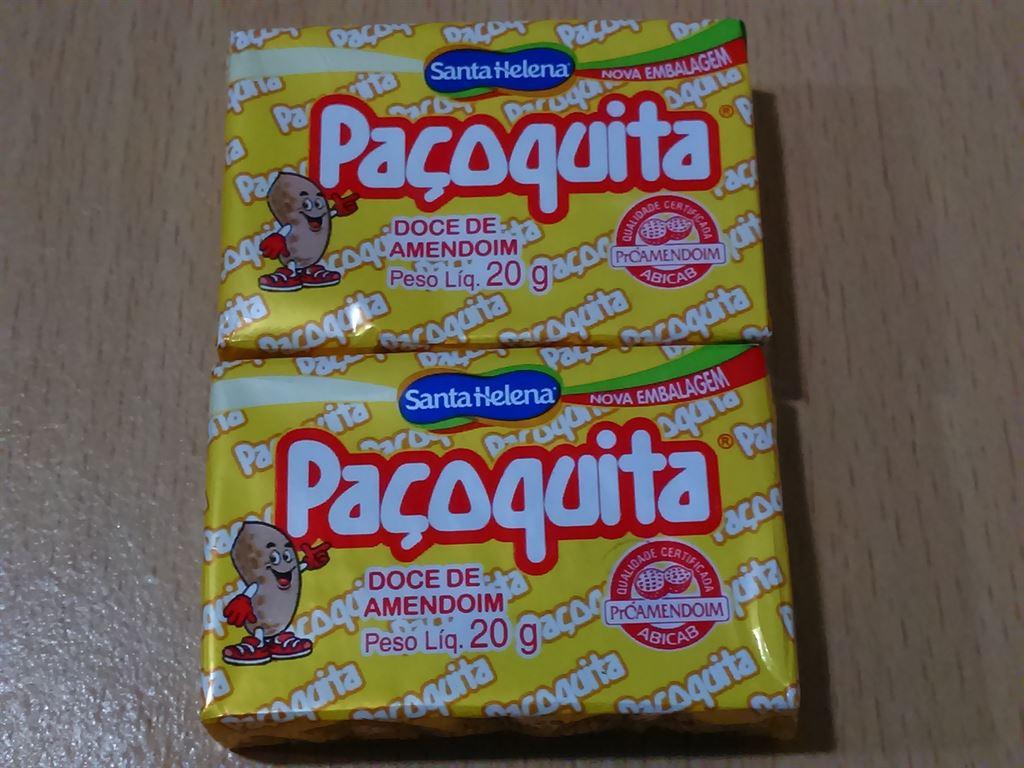 Santa Helena
NOVA EMBALAGEM
Paçoquita®
DOCE DE
AMENDOIM
Peso Líq. 20 g
QUALIDADE CERTIFICADA
PróAMENDOIM
ABICAB
Santa Helena
NOVA EMBALAGEM
Paçoquita®
DOCE DE
AMENDOIM
Peso Líq. 20 g
QUALIDADE CERTIFICADA
PróAMENDOIM
ABICAB